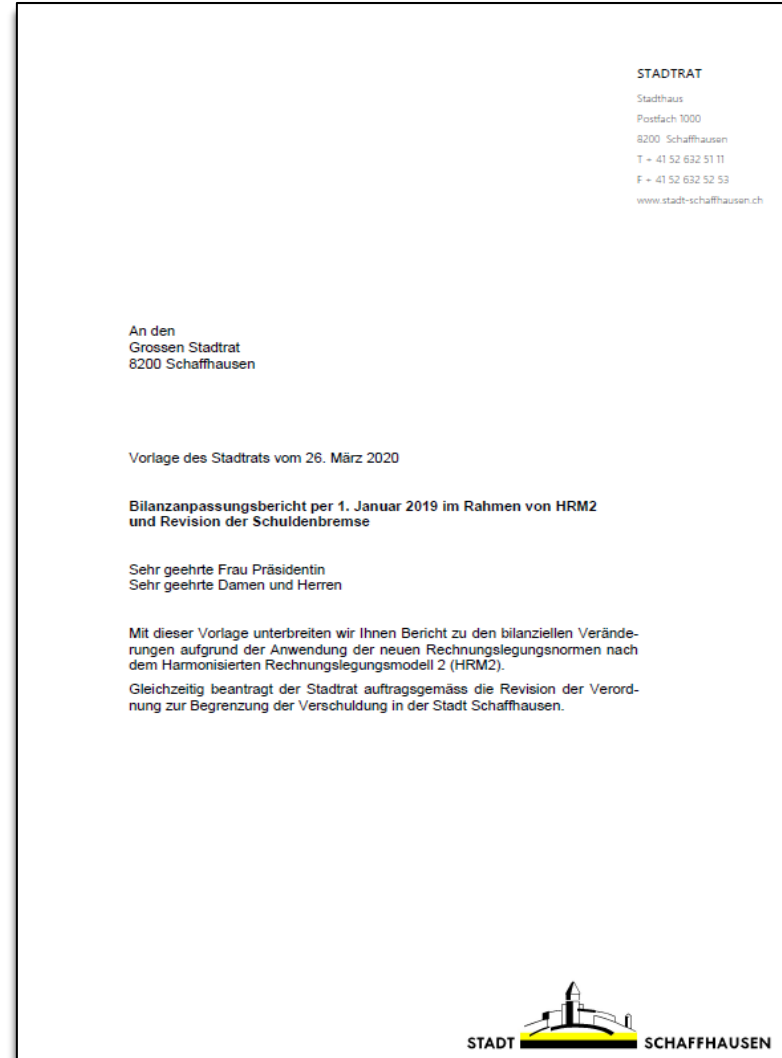 STADTRAT
Stadthaus
Postfach 1000
8200 Schaffhausen
T + 41 52 632 51 11
F + 41 52 632 52 53
www.stadt-schaffhausen.ch
An den
Grossen Stadtrat
8200 Schaffhausen
Vorlage des Stadtrats vom 26. März 2020
Bilanzanpassungsbericht per 1. Januar 2019 im Rahmen von HRM2
und Revision der Schuldenbremse
Sehr geehrte Frau Präsidentin
Sehr geehrte Damen und Herren
Mit dieser Vorlage unterbreiten wir Ihnen Bericht zu den bilanziellen Verände-
rungen aufgrund der Anwendung der neuen Rechnungslegungsnormen nach
dem Harmonisierten Rechnungslegungsmodell 2 (HRM2).
Gleichzeitig beantragt der Stadtrat auftragsgemäss die Revision der Verord-
nung zur Begrenzung der Verschuldung in der Stadt Schaffhausen.
STADT SCHAFFHAUSEN